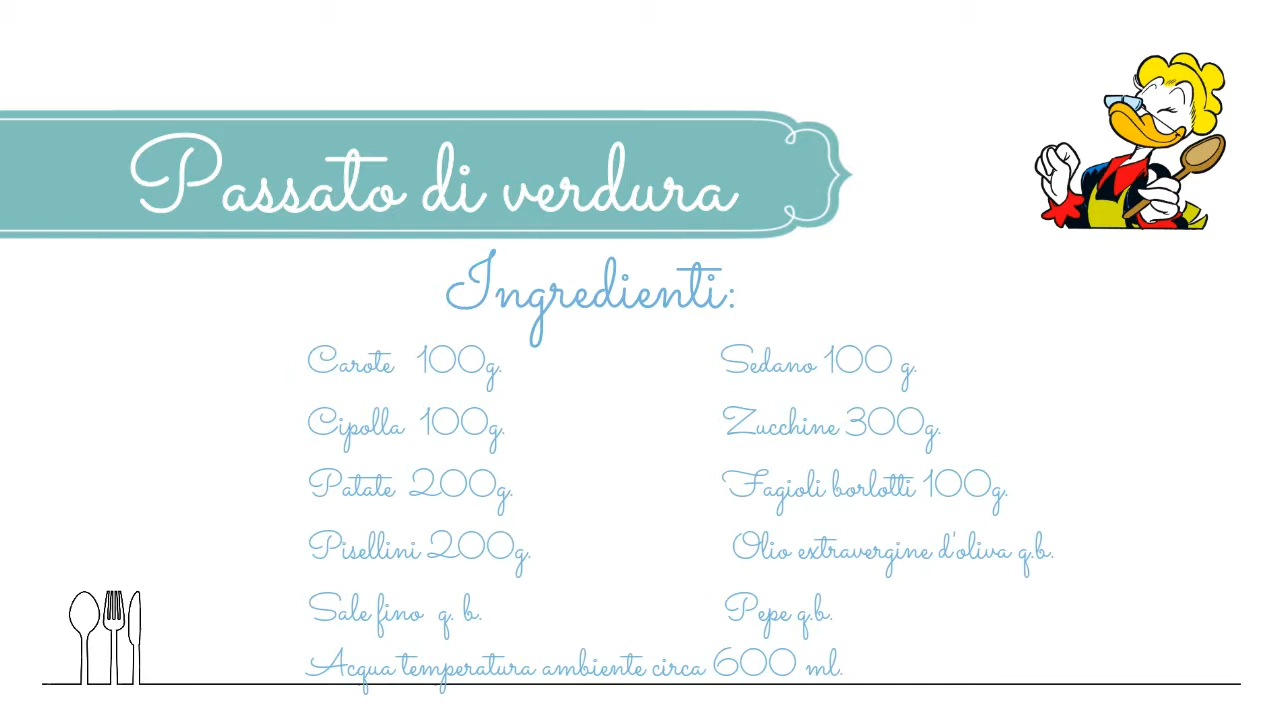 Passato di verdura
Ingredienti:
Carote 100g.
Sedano 100 g.
Cipolla 100g.
Zucchine 300g.
Patate 200g.
Fagioli borlotti 100g.
Pisellini 200g.
Olio extravergine d'oliva q.b.
Sale fino q. b.
Pepe q.b.
Acqua temperatura ambiente circa 600 ml.